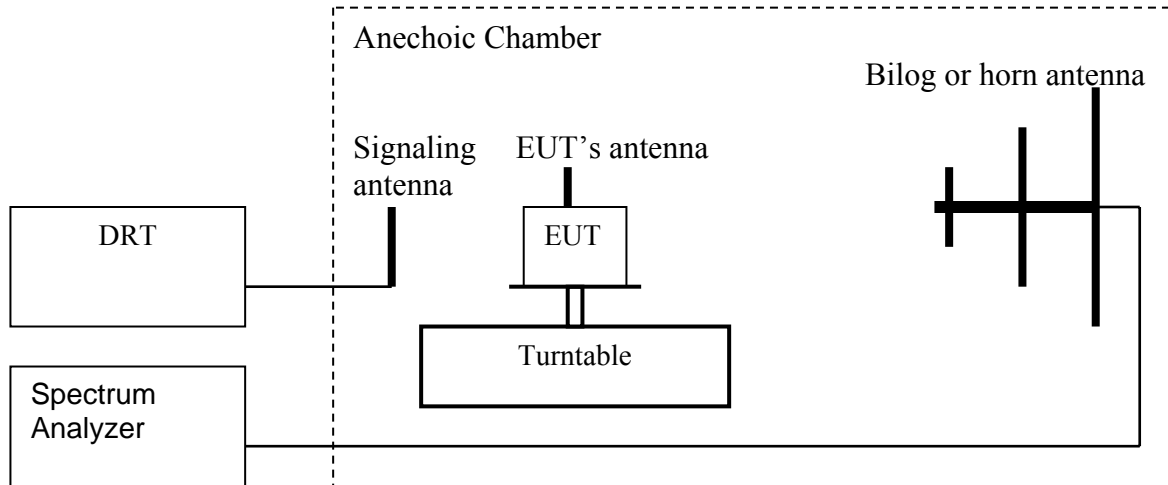 Anechoic Chamber
Bilog or horn antenna
Signaling
antenna
EUT’s antenna
DRT
EUT
Turntable
Spectrum
Analyzer